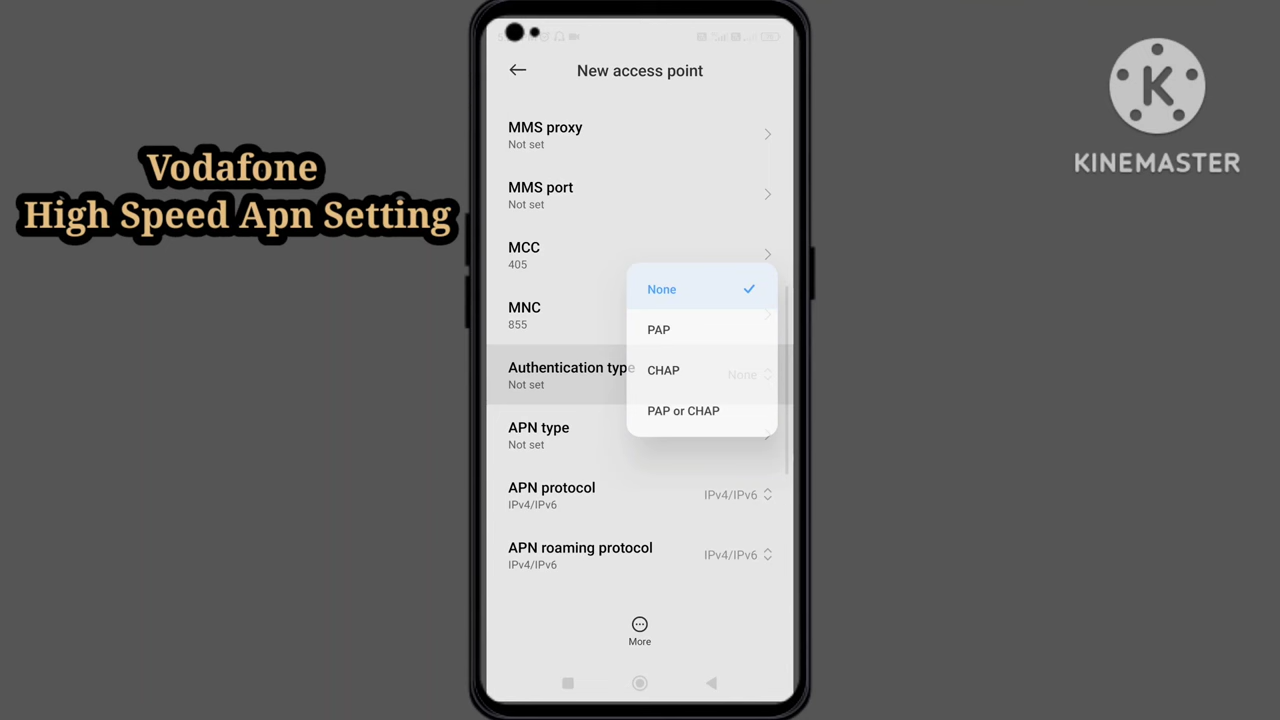 Vodafone
High Speed Apn Setting
KINEMASTER
New access point
MMS proxy
Not set
MMS port
Not set
MCC
405
MNC
855
Authentication type
Not set
None
None
PAP
CHAP
PAP or CHAP
APN type
Not set
APN protocol
IPv4/IPv6
IPv4/IPv6
APN roaming protocol
IPv4/IPv6
IPv4/IPv6
More